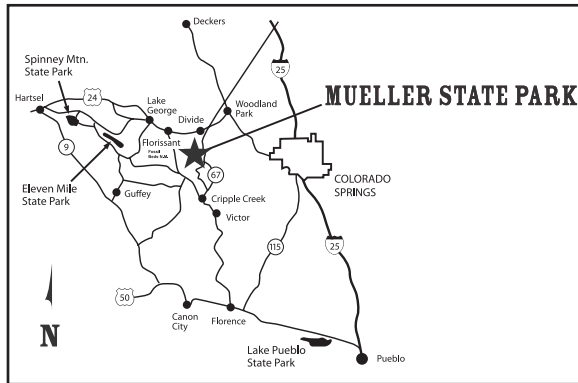 Deckers
Spinney Mtn.
State Park
25
24
Hartsel
Lake
George
Divide
Woodland
Park
MUELLER STATE PARK
Florissant
Fossil
Beds N.M.
9
67
COLORADO
SPRINGS
Eleven Mile
State Park
Guffey
Cripple Creek
Victor
115
25
50
N
Canon
City
Florence
Lake Pueblo
State Park
Pueblo